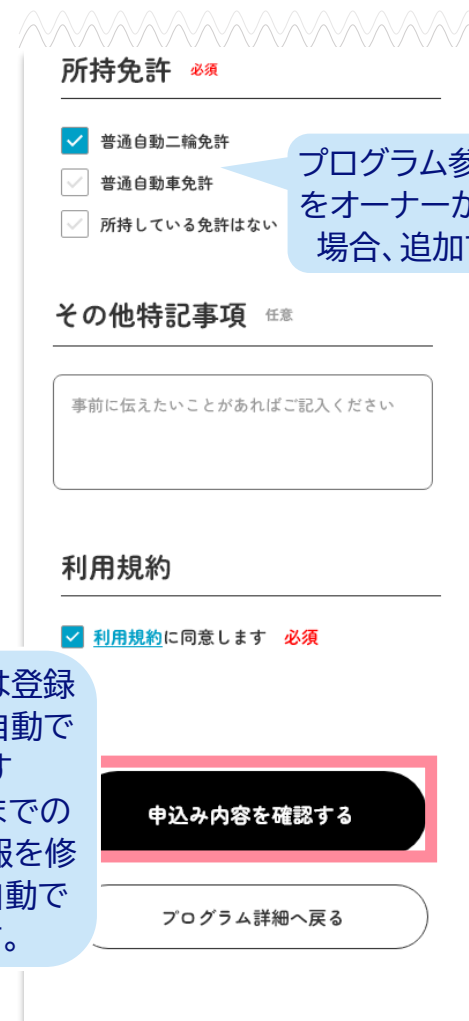 所持免許 必須
普通自動二輪免許
プログラム参
普通自動車免許
をオーナーが
所持している免許はない
場合、追加で
その他特記事項 任意
事前に伝えたいことがあればご記入ください
利用規約
利用規約に同意します 必須
は登録
自動で
す
までの
報を修
自動で
。
申込み内容を確認する
プログラム詳細へ戻る